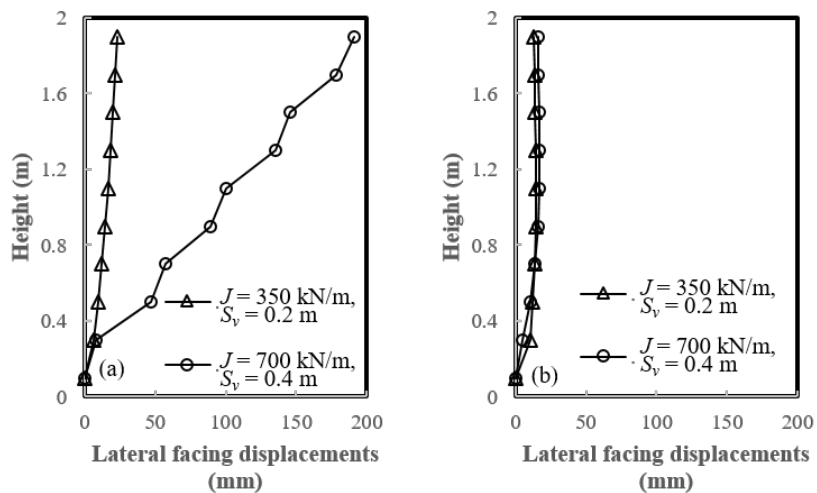 2
1.6
1.2
0.8
0.4
0
Height (m)
J = 350 kN/m,
Sv = 0.2 m
J = 700 kN/m,
Sv = 0.4 m
(a)
0 50 100 150 200
Lateral facing displacements
(mm)
2
1.6
1.2
0.8
0.4
0
Height (m)
J = 350 kN/m,
Sv = 0.2 m
J = 700 kN/m,
Sv = 0.4 m
(b)
0 50 100 150 200
Lateral facing displacements
(mm)